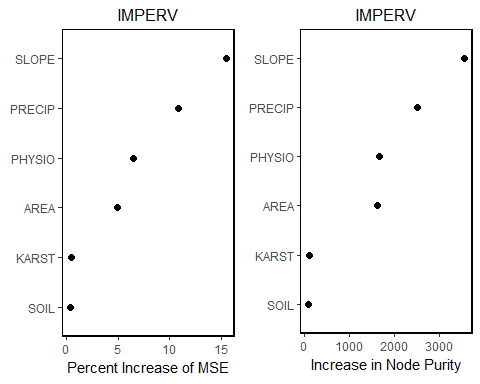 IMPERV
SLOPE
PRECIP
PHYSIO
AREA
KARST
SOIL
0 5 10 15
Percent Increase of MSE
IMPERV
SLOPE
PRECIP
PHYSIO
AREA
KARST
SOIL
0 1000 2000 3000
Increase in Node Purity